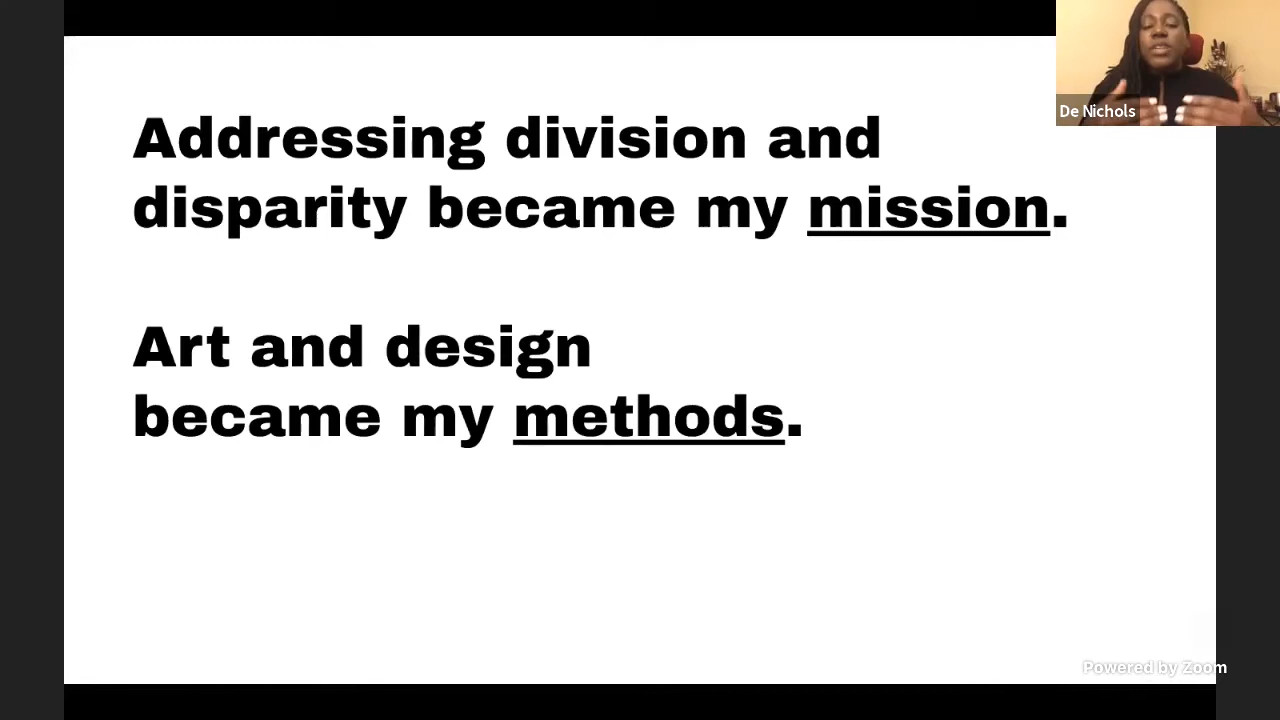 De Nichols
Addressing division and
disparity became my mission.
Art and design
became my methods.
Powered by Zoom